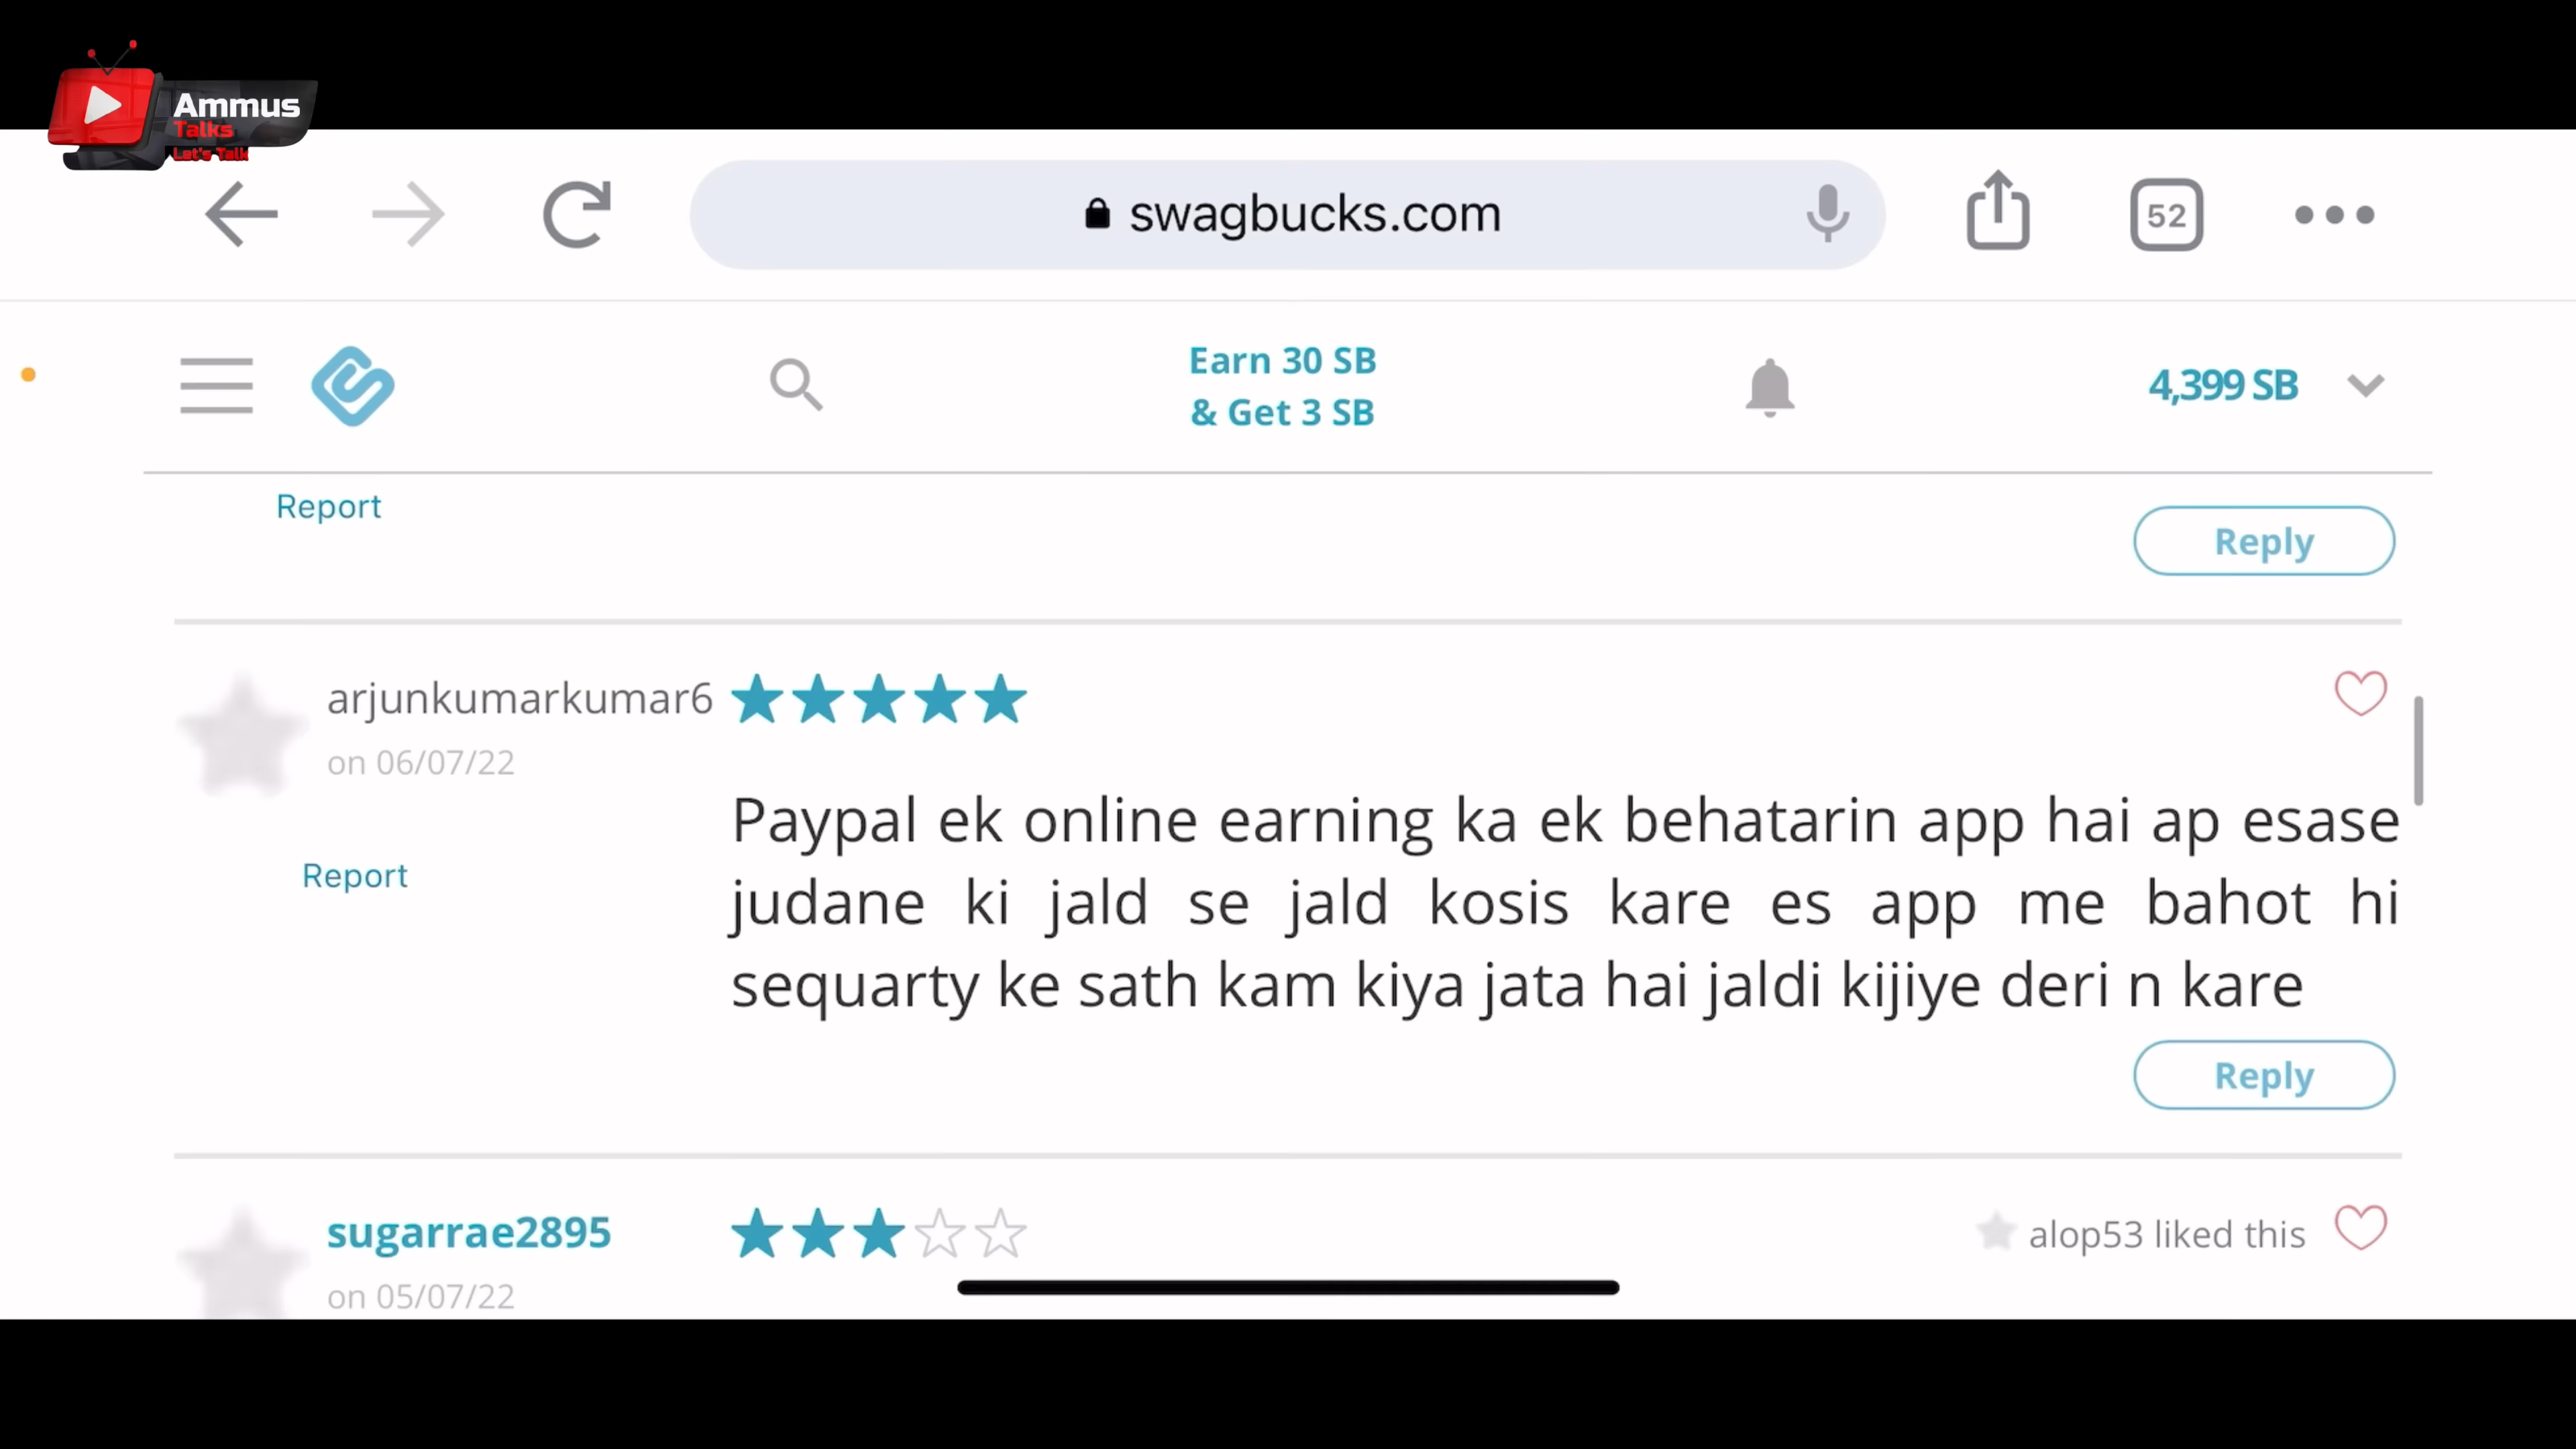 Ammus
Talks
Let's Talk
swagbucks.com
52
Earn 30 SB
& Get 3 SB
4,399 SB
Report
Reply
arjunkumarkumar6
on 06/07/22
Paypal ek online earning ka ek behatarin app hai ap esase
judane ki jald se jald kosis kare es app me bahot hi
sequarty ke sath kam kiya jata hai jaldi kijiye deri n kare
Report
Reply
sugarrae2895
alop53 liked this
on 05/07/22